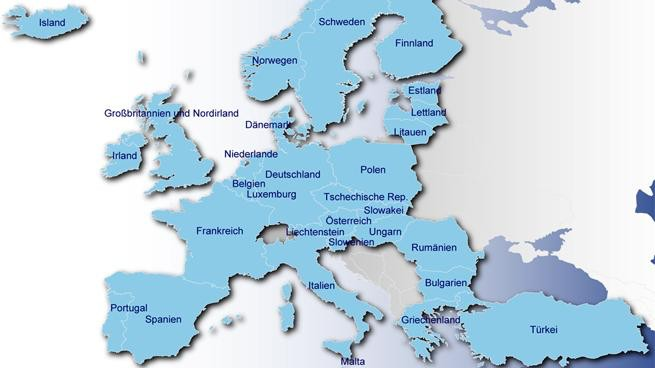 Island
Schweden
Finnland
Norwegen
Estland
Lettland
Großbritannien und Nordirland
Dänemark
Litauen
Irland
Niederlande
Polen
Deutschland
Belgien
Luxemburg
Tschechische Rep.
Slowakei
Österreich
Frankreich
Liechtenstein
Ungarn
Slowenien
Rumänien
Italien
Bulgarien
Portugal
Spanien
Griechenland
Türkei
Malta